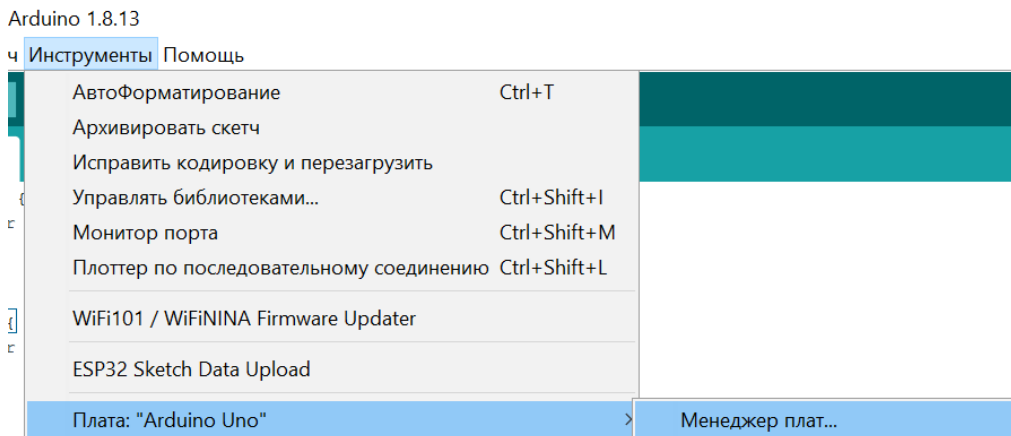 Arduino 1.8.13
ч Инструменты Помощь
АвтоФорматирование Ctrl+T
Архивировать скетч
Исправить кодировку и перезагрузить
Управлять библиотеками... Ctrl+Shift+I
Монитор порта Ctrl+Shift+M
Плоттер по последовательному соединению Ctrl+Shift+L
WiFi101 / WiFiNINA Firmware Updater
ESP32 Sketch Data Upload
Плата: "Arduino Uno" Менеджер плат...